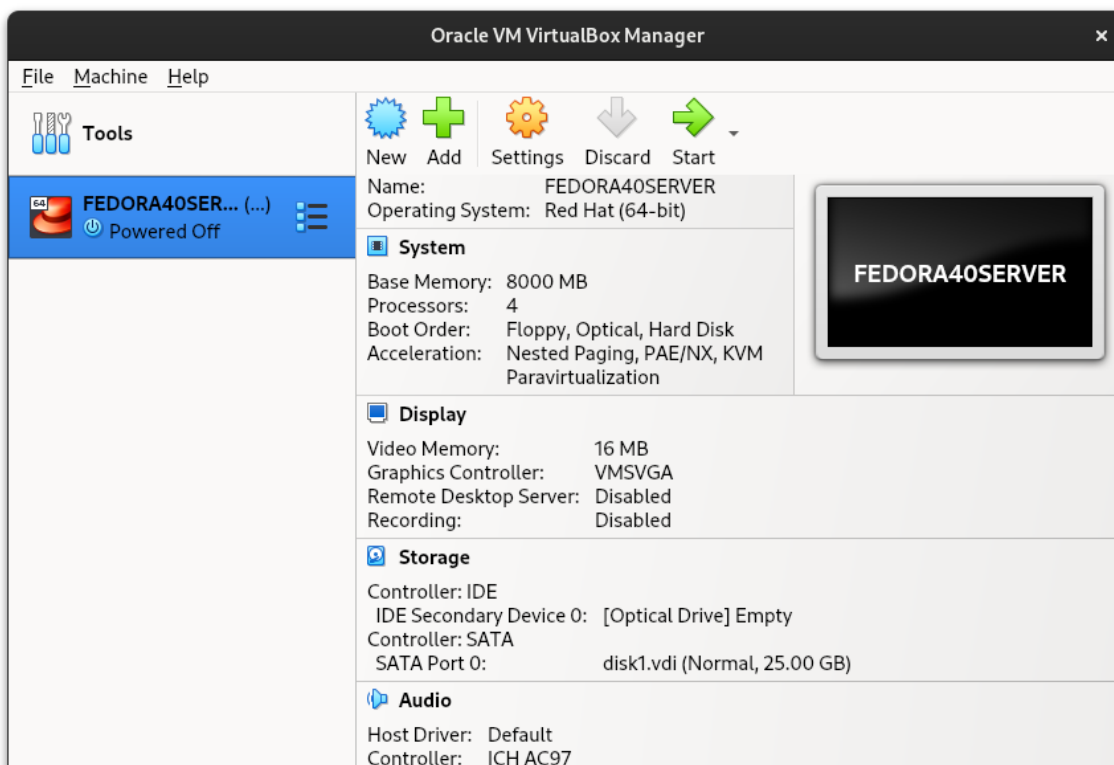 Oracle VM VirtualBox Manager
File Machine Help
Tools
64
FEDORA40SER... (...)
Powered Off
New Add Settings Discard Start
Name: FEDORA40SERVER
Operating System: Red Hat (64-bit)
System
Base Memory: 8000 MB
Processors: 4
Boot Order: Floppy, Optical, Hard Disk
Acceleration: Nested Paging, PAE/NX, KVM
Paravirtualization
FEDORA40SERVER
Display
Video Memory: 16 MB
Graphics Controller: VMSVGA
Remote Desktop Server: Disabled
Recording: Disabled
Storage
Controller: IDE
IDE Secondary Device 0: [Optical Drive] Empty
Controller: SATA
SATA Port 0: disk1.vdi (Normal, 25.00 GB)
Audio
Host Driver: Default
Controller: ICH AC97